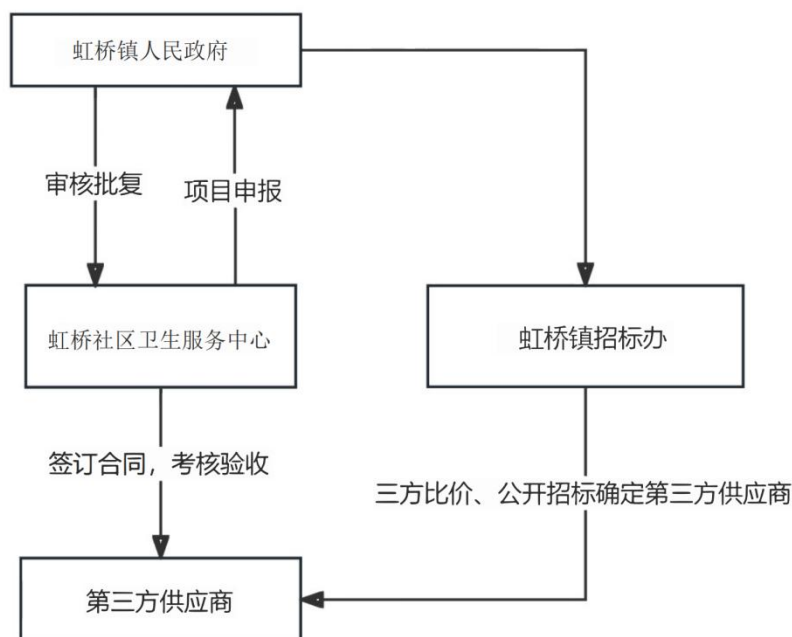 虹桥镇人民政府
审核批复
项目申报
虹桥社区卫生服务中心
虹桥镇招标办
签订合同，考核验收
三方比价、公开招标确定第三方供应商
第三方供应商